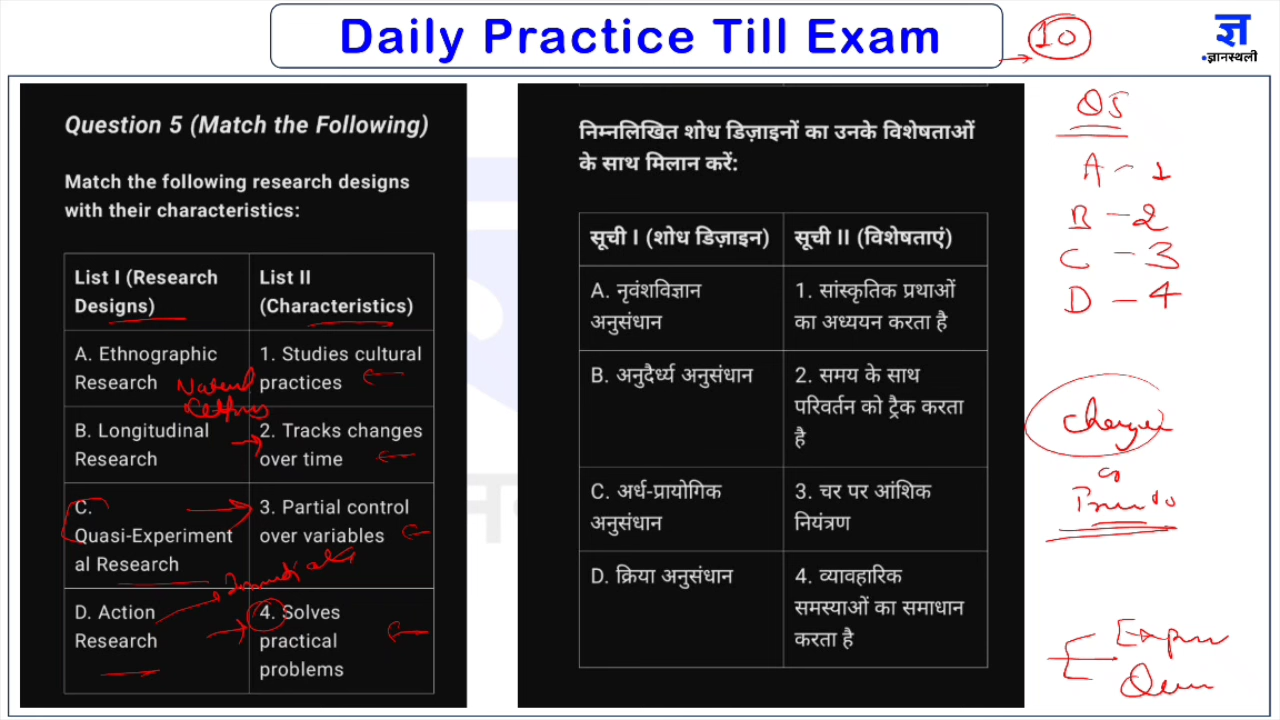 Daily Practice Till Exam
10
ज्ञ
ज्ञानस्थली
Question 5 (Match the Following)
Match the following research designs
with their characteristics:
List I (Research
Designs)
List II
(Characteristics)
A. Ethnographic
Research
1. Studies cultural
practices
Natural
Settings
B. Longitudinal
Research
2. Tracks changes
over time
C.
Quasi-Experiment
al Research
3. Partial control
over variables
D. Action
Research
4. Solves
practical
problems
निम्नलिखित शोध डिज़ाइनों का उनके विशेषताओं
के साथ मिलान करें:
सूची I (शोध डिज़ाइन)
सूची II (विशेषताएं)
A. नृवंशविज्ञान
अनुसंधान
1. सांस्कृतिक प्रथाओं
का अध्ययन करता है
B. अनुदैर्ध्य अनुसंधान
2. समय के साथ
परिवर्तन को ट्रैक करता
है
C. अर्ध-प्रायोगिक
अनुसंधान
3. चर पर आंशिक
नियंत्रण
D. क्रिया अनुसंधान
4. व्यावहारिक
समस्याओं का समाधान
करता है
Q5
A - 1
B - 2
C - 3
D - 4